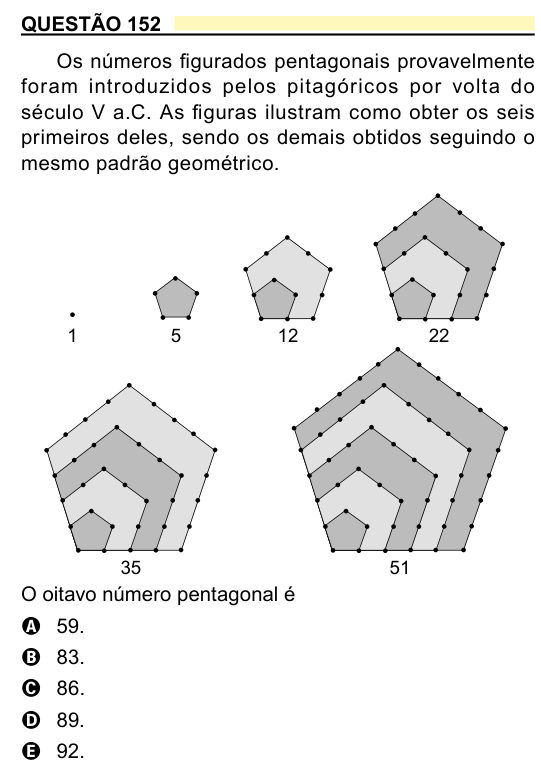 QUESTÃO 152
Os números figurados pentagonais provavelmente
foram introduzidos pelos pitagóricos por volta do
século V a.C. As figuras ilustram como obter os seis
primeiros deles, sendo os demais obtidos seguindo o
mesmo padrão geométrico.
1
5
12
22
35
51
O oitavo número pentagonal é
A 59.
B 83.
C 86.
D 89.
E 92.